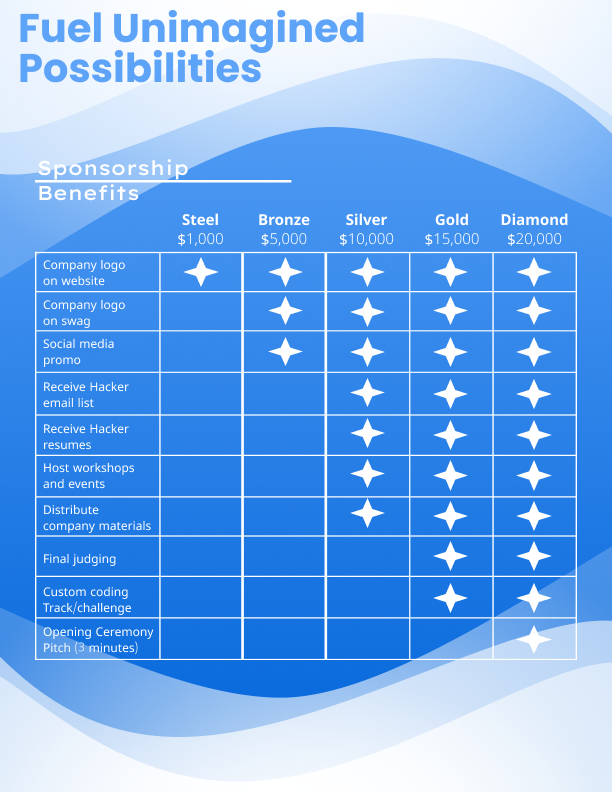 Fuel Unimagined
Possibilities
Sponsorship
Benefits
Steel Bronze Silver Gold Diamond
$1,000 $5,000 $10,000 $15,000 $20,000
Company logo
on website
Company logo
on swag
Social media
promo
Receive Hacker
email list
Receive Hacker
resumes
Host workshops
and events
Distribute
company materials
Final judging
Custom coding
Track/challenge
Opening Ceremony
Pitch (3 minutes)